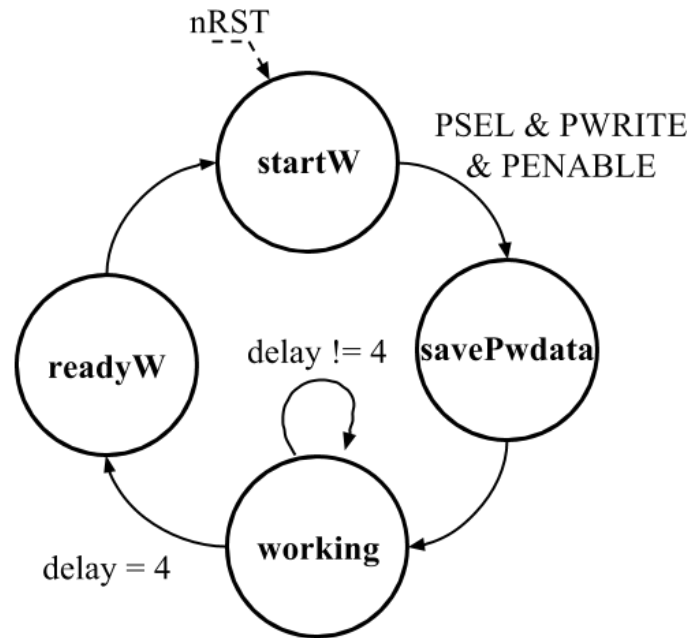 nRST
PSEL & PWRITE
& PENABLE
startW
savePwdata
delay != 4
readyW
working
delay = 4